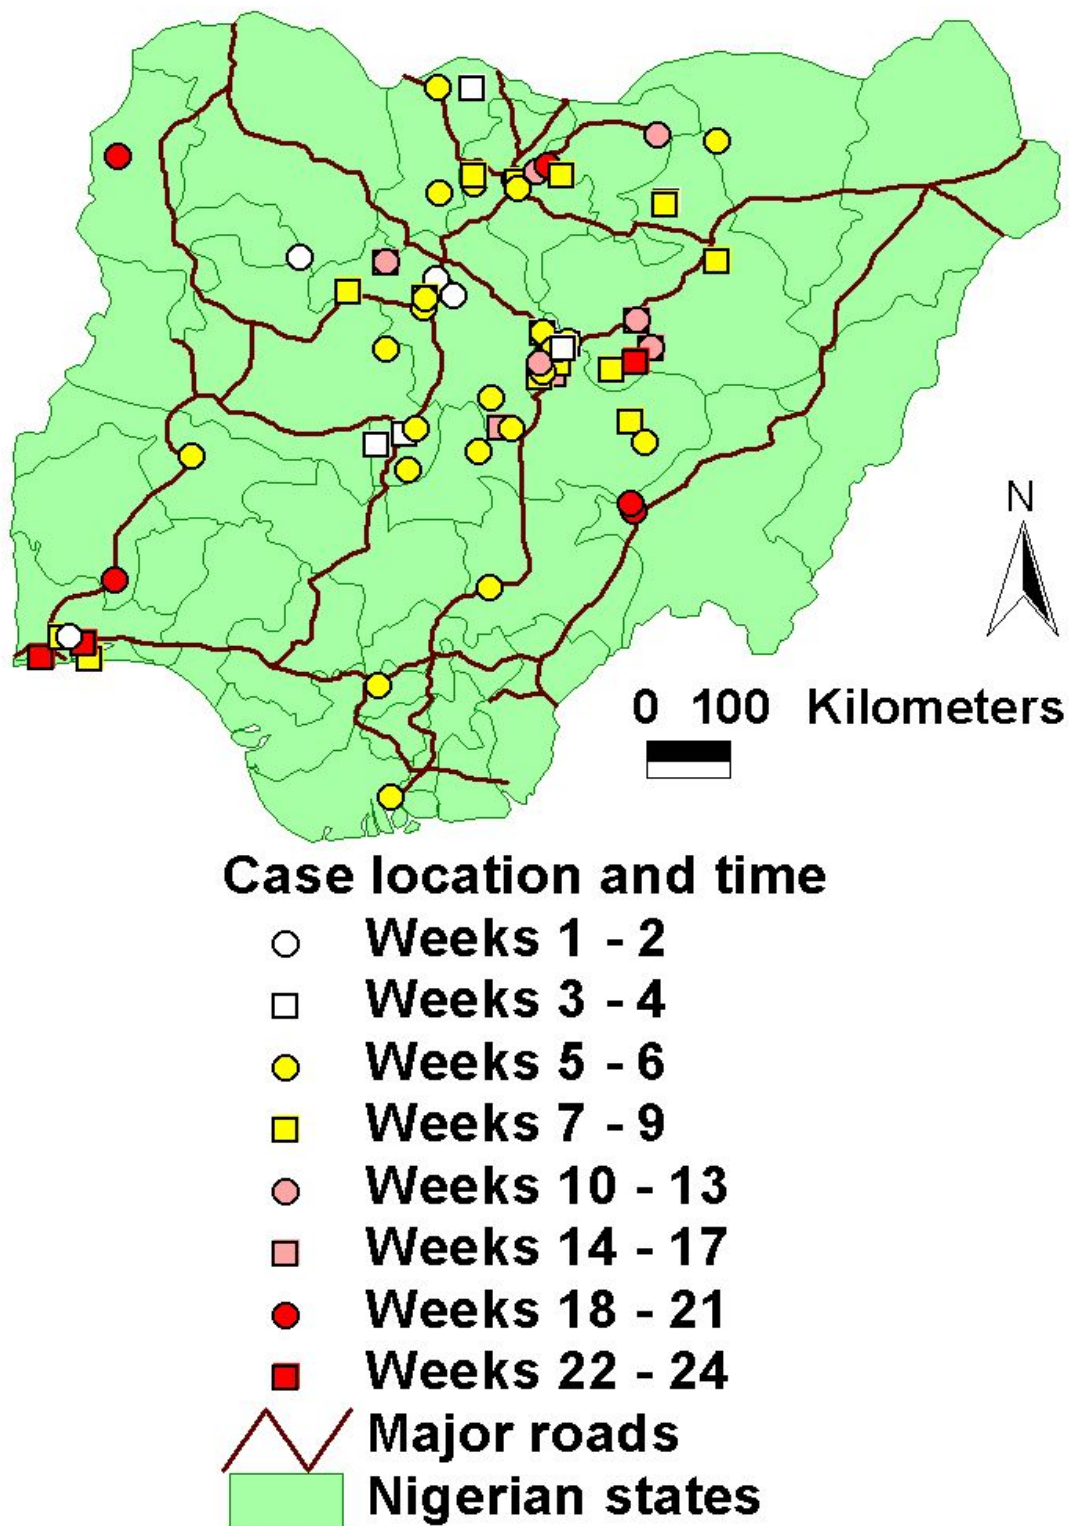 N
0 100 Kilometers
Case location and time
Weeks 1 - 2
Weeks 3 - 4
Weeks 5 - 6
Weeks 7 - 9
Weeks 10 - 13
Weeks 14 - 17
Weeks 18 - 21
Weeks 22 - 24
Major roads
Nigerian states